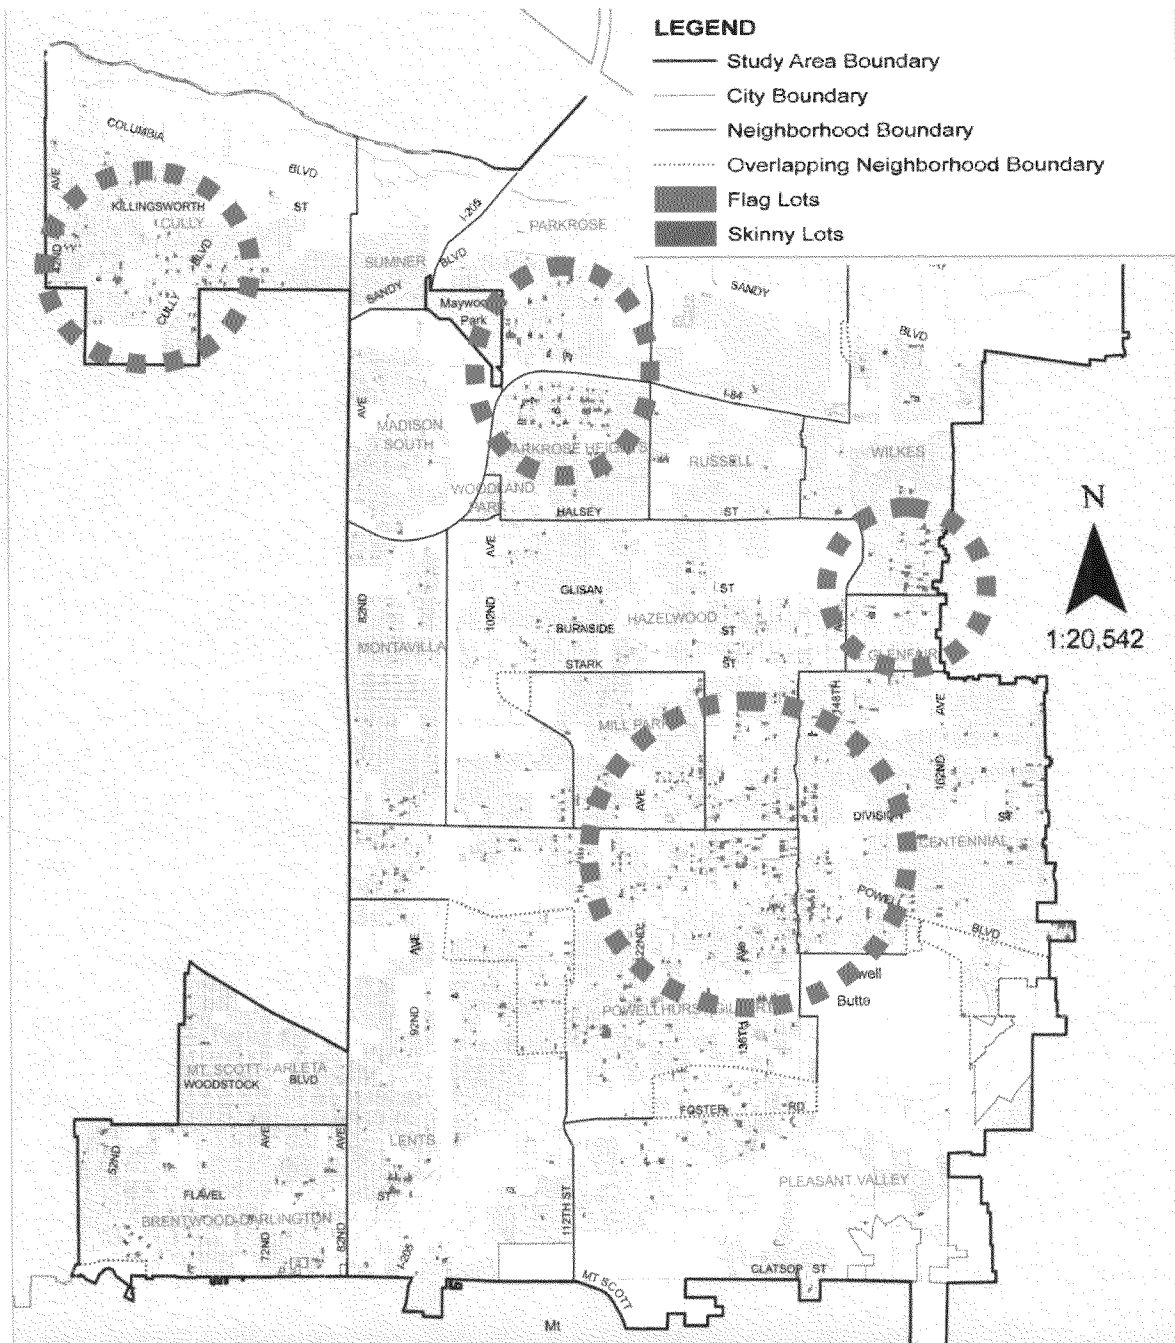 LEGEND
Study Area Boundary
City Boundary
Neighborhood Boundary
Overlapping Neighborhood Boundary
Flag Lots
Skinny Lots
COLUMBIA
BLVD
AVE
KILLINGSWORTH
ST
CULLY
82ND
BLVD
CULLY
I-205
PARKROSE
SUMNER
BLVD
SANDY
SANDY
Maywood
Park
BLVD
I-84
AVE
MADISON
SOUTH
PARKROSE HEIGHTS
RUSSELL
WILKES
WOODLAND
PARK
HALSEY
ST
N
1:20,542
AVE
GLISAN
ST
82ND
102ND
HAZELWOOD
BURNSIDE
ST
MONTAVILLA
STARK
ST
GLENFAIR
148TH
AVE
MILL PARK
162ND
AVE
DIVISION
ST
CENTENNIAL
POWELL
BLVD
AVE
122ND
AVE
92ND
Butte
136TH
MT. SCOTT - ARLETA
WOODSTOCK
BLVD
FOSTER
RD
52ND
AVE
AVE
LENTS
PLEASANT VALLEY
FLAVEL
ST
BRENTWOOD-DARLINGTON
72ND
82ND
I-205
112TH ST
CLATSOP ST
MT SCOTT
Mt